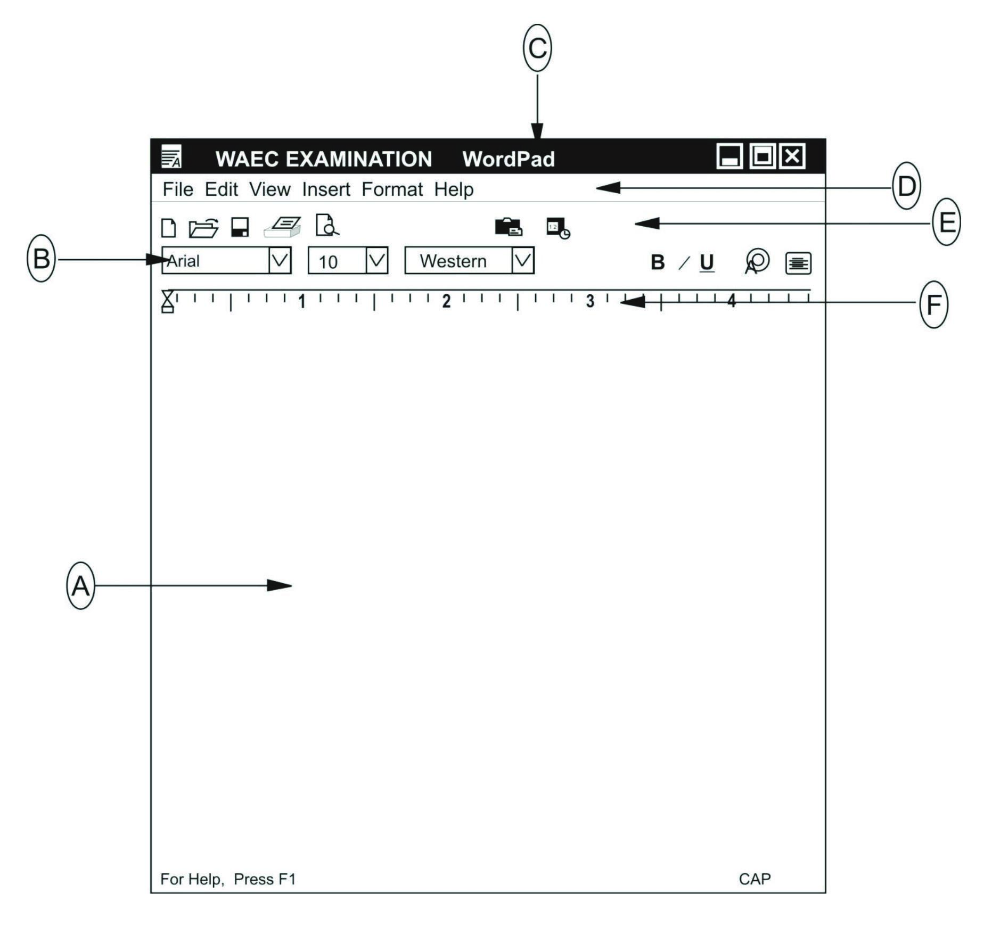 C
WAEC EXAMINATION WordPad
File Edit View Insert Format Help
D
E
12
B
Arial 10 Western B / U A
1 2 3 4
F
A
For Help, Press F1 CAP